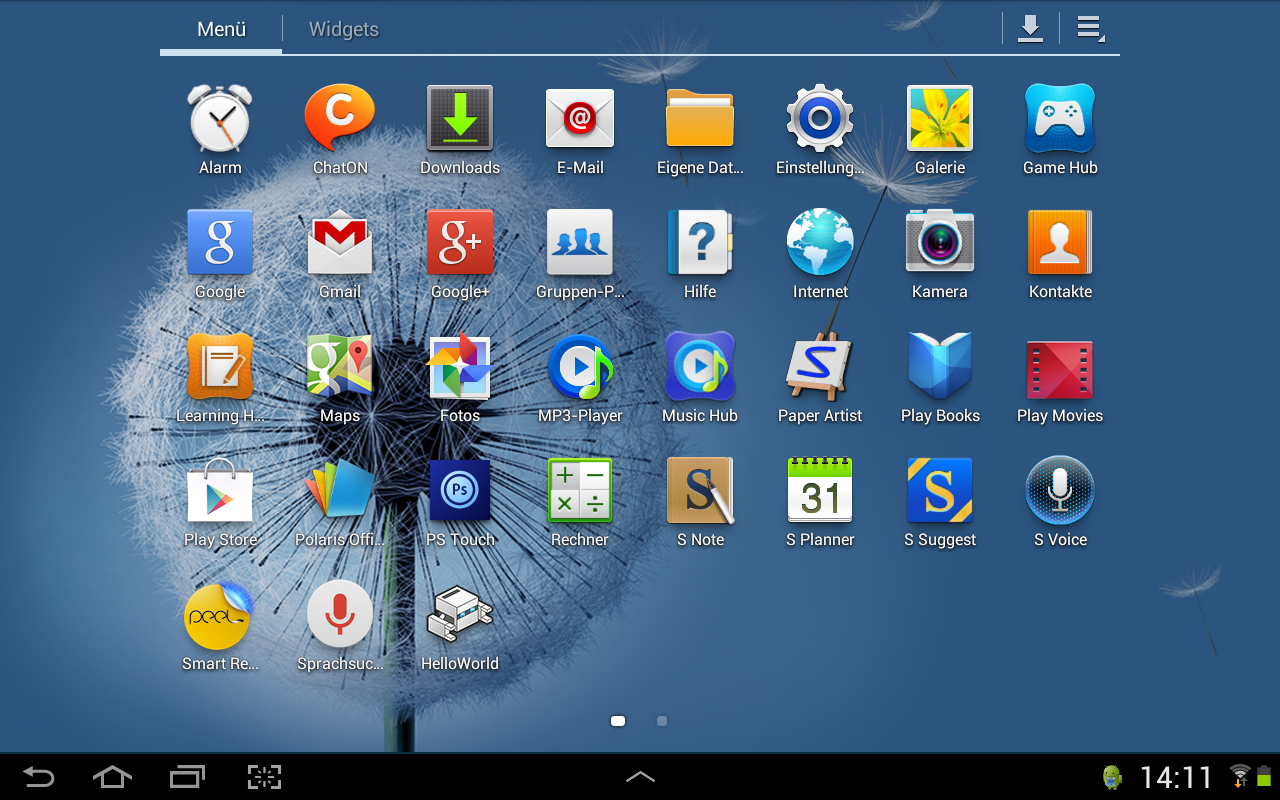 Menü
Widgets
Alarm
ChatON
Downloads
E-Mail
Eigene Dat...
Einstellung...
Galerie
Game Hub
Google
Gmail
Google+
Gruppen-P...
Hilfe
Internet
Kamera
Kontakte
Learning H...
Maps
Fotos
MP3-Player
Music Hub
Paper Artist
Play Books
Play Movies
31
Play Store
Polaris Offi...
PS Touch
Rechner
S Note
S Planner
S Suggest
S Voice
peel
Smart Re...
Sprachsuc...
HelloWorld
14:11